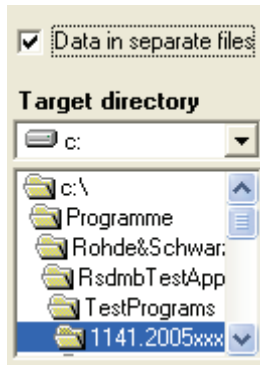 Data in separate files
Target directory
c:
c:\
Programme
Rohde&Schwar
RsdmbTestApp
TestPrograms
1141.2005xxx